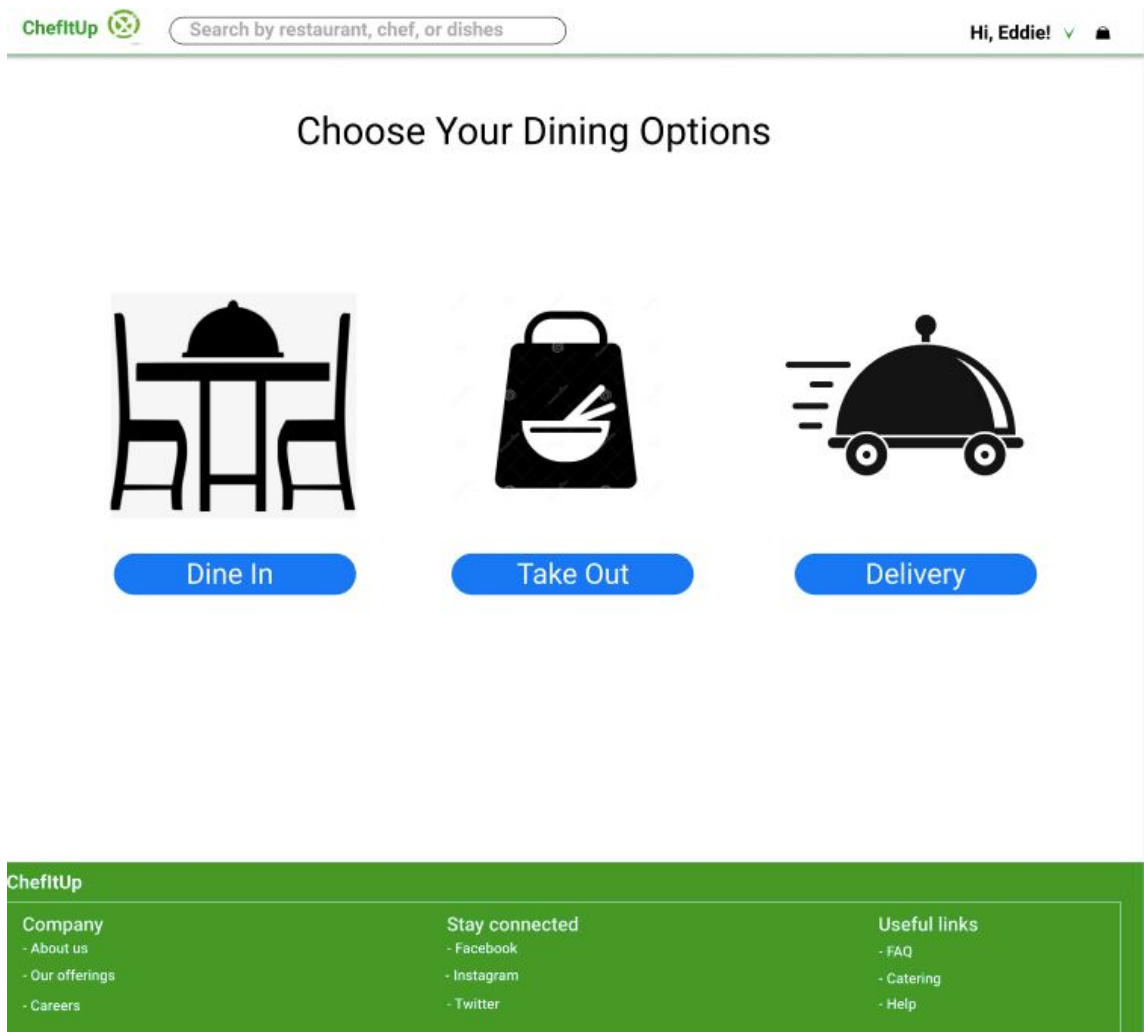 ChefItUp
Search by restaurant, chef, or dishes
Hi, Eddie!
Choose Your Dining Options
Dine In
Take Out
Delivery
ChefItUp
Company
- About us
- Our offerings
- Careers
Stay connected
- Facebook
- Instagram
- Twitter
Useful links
- FAQ
- Catering
- Help